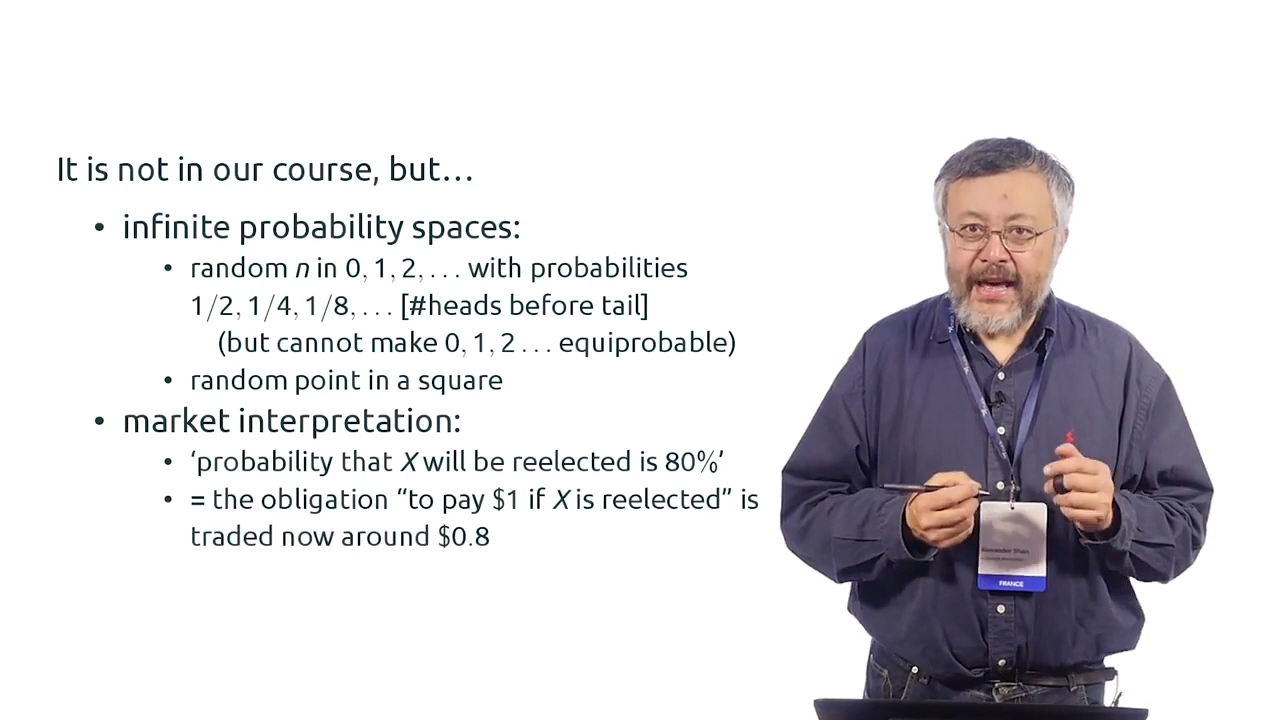 It is not in our course, but…
• infinite probability spaces:
• random n in 0, 1, 2, … with probabilities
1/2, 1/4, 1/8, … [#heads before tail]
(but cannot make 0, 1, 2 … equiprobable)
• random point in a square
• market interpretation:
• ‘probability that X will be reelected is 80%’
• = the obligation “to pay $1 if X is reelected” is
traded now around $0.8
Alexander Shen
FRANCE